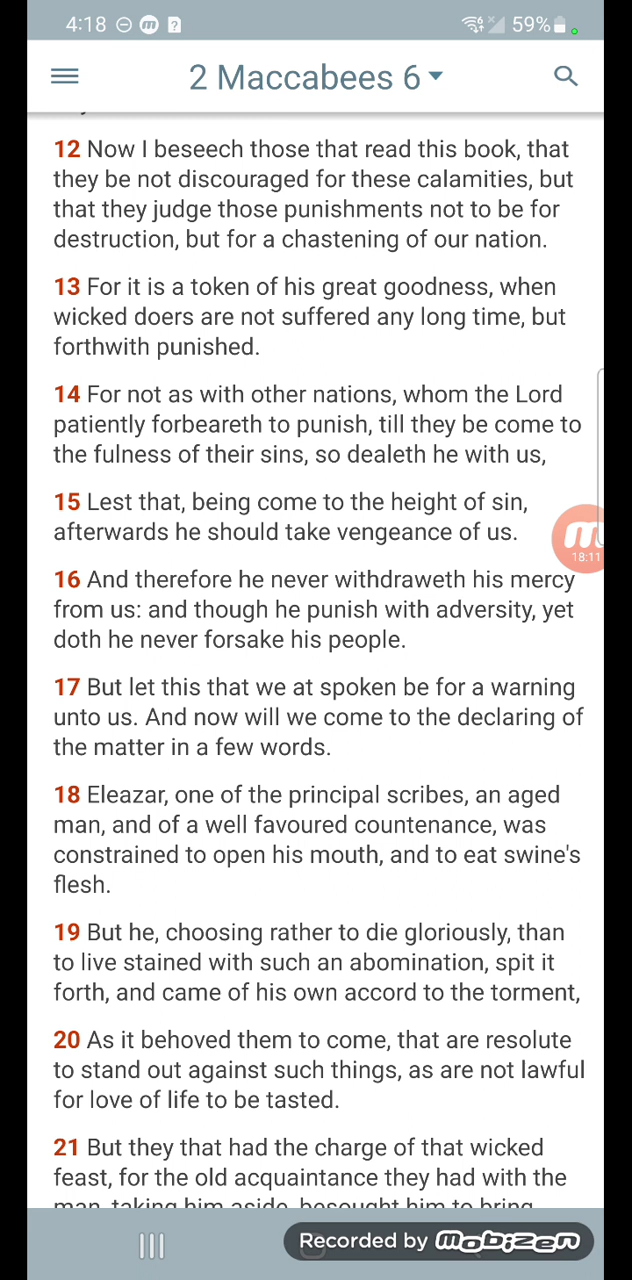 4:18 m ? 6 59%
2 Maccabees 6
12 Now I beseech those that read this book, that
they be not discouraged for these calamities, but
that they judge those punishments not to be for
destruction, but for a chastening of our nation.
13 For it is a token of his great goodness, when
wicked doers are not suffered any long time, but
forthwith punished.
14 For not as with other nations, whom the Lord
patiently forbeareth to punish, till they be come to
the fulness of their sins, so dealeth he with us,
15 Lest that, being come to the height of sin,
afterwards he should take vengeance of us.
m
18:11
16 And therefore he never withdraweth his mercy
from us: and though he punish with adversity, yet
doth he never forsake his people.
17 But let this that we at spoken be for a warning
unto us. And now will we come to the declaring of
the matter in a few words.
18 Eleazar, one of the principal scribes, an aged
man, and of a well favoured countenance, was
constrained to open his mouth, and to eat swine's
flesh.
19 But he, choosing rather to die gloriously, than
to live stained with such an abomination, spit it
forth, and came of his own accord to the torment,
20 As it behoved them to come, that are resolute
to stand out against such things, as are not lawful
for love of life to be tasted.
21 But they that had the charge of that wicked
feast, for the old acquaintance they had with the
man, taking him aside, besought him to bring
Recorded by mobizen